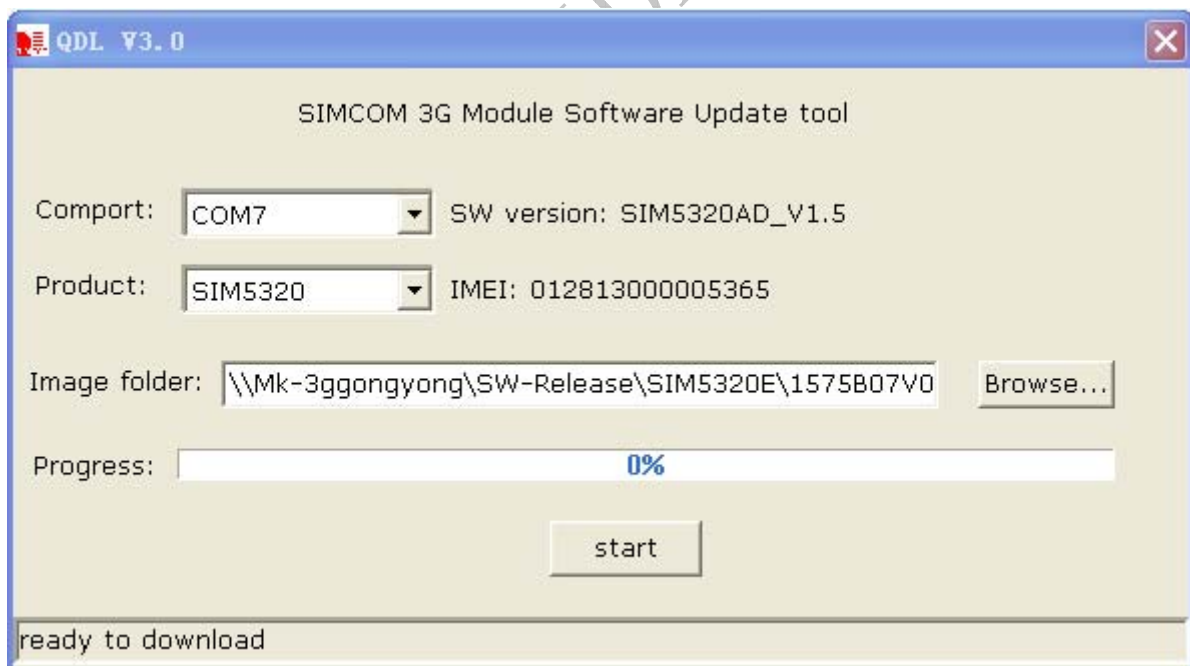 QDL V3.0
SIMCOM 3G Module Software Update tool
Comport: COM7 SW version: SIM5320AD_V1.5
Product: SIM5320 IMEI: 012813000005365
Image folder: \\Mk-3ggongyong\SW-Release\SIM5320E\1575B07V0 Browse...
Progress: 0%
start
ready to download